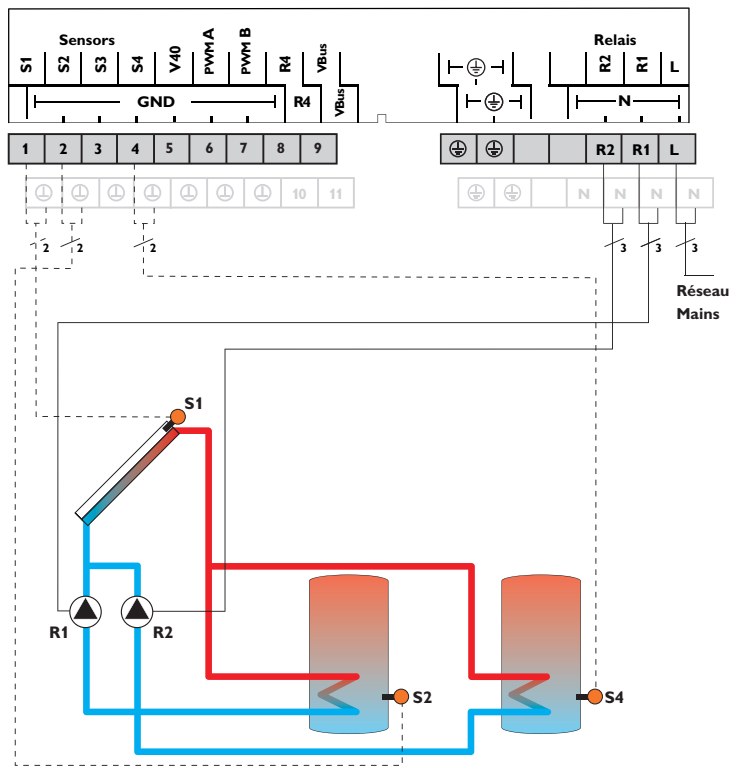 Sensors
Relais
S1 S2 S3 S4 V40 PWM A PWM B R4 VBus
R2 R1 L
GND R4 VBus
N
1 2 3 4 5 6 7 8 9
R2 R1 L
10 11
N N N
2 2 2
3 3 3
Réseau
Mains
S1
R1 R2
S2
S4